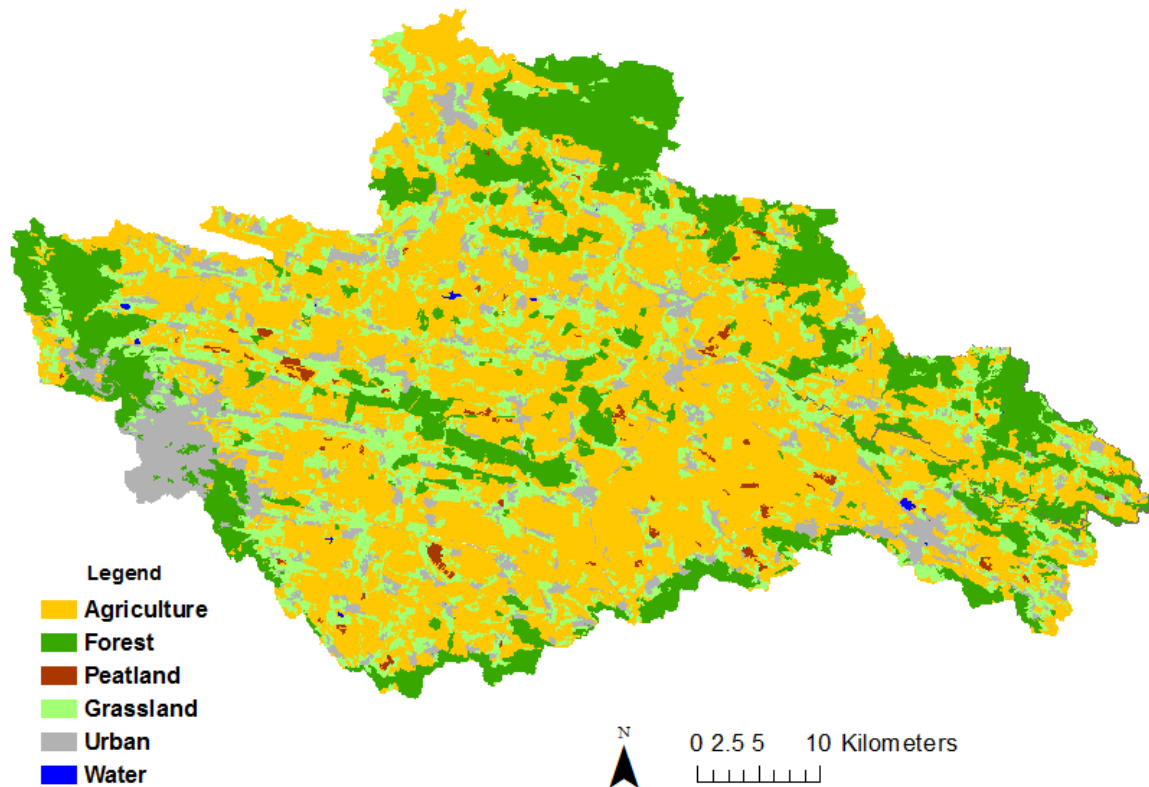 Legend
Agriculture
Forest
Peatland
Grassland
Urban
Water
N
0 2.5 5 10 Kilometers